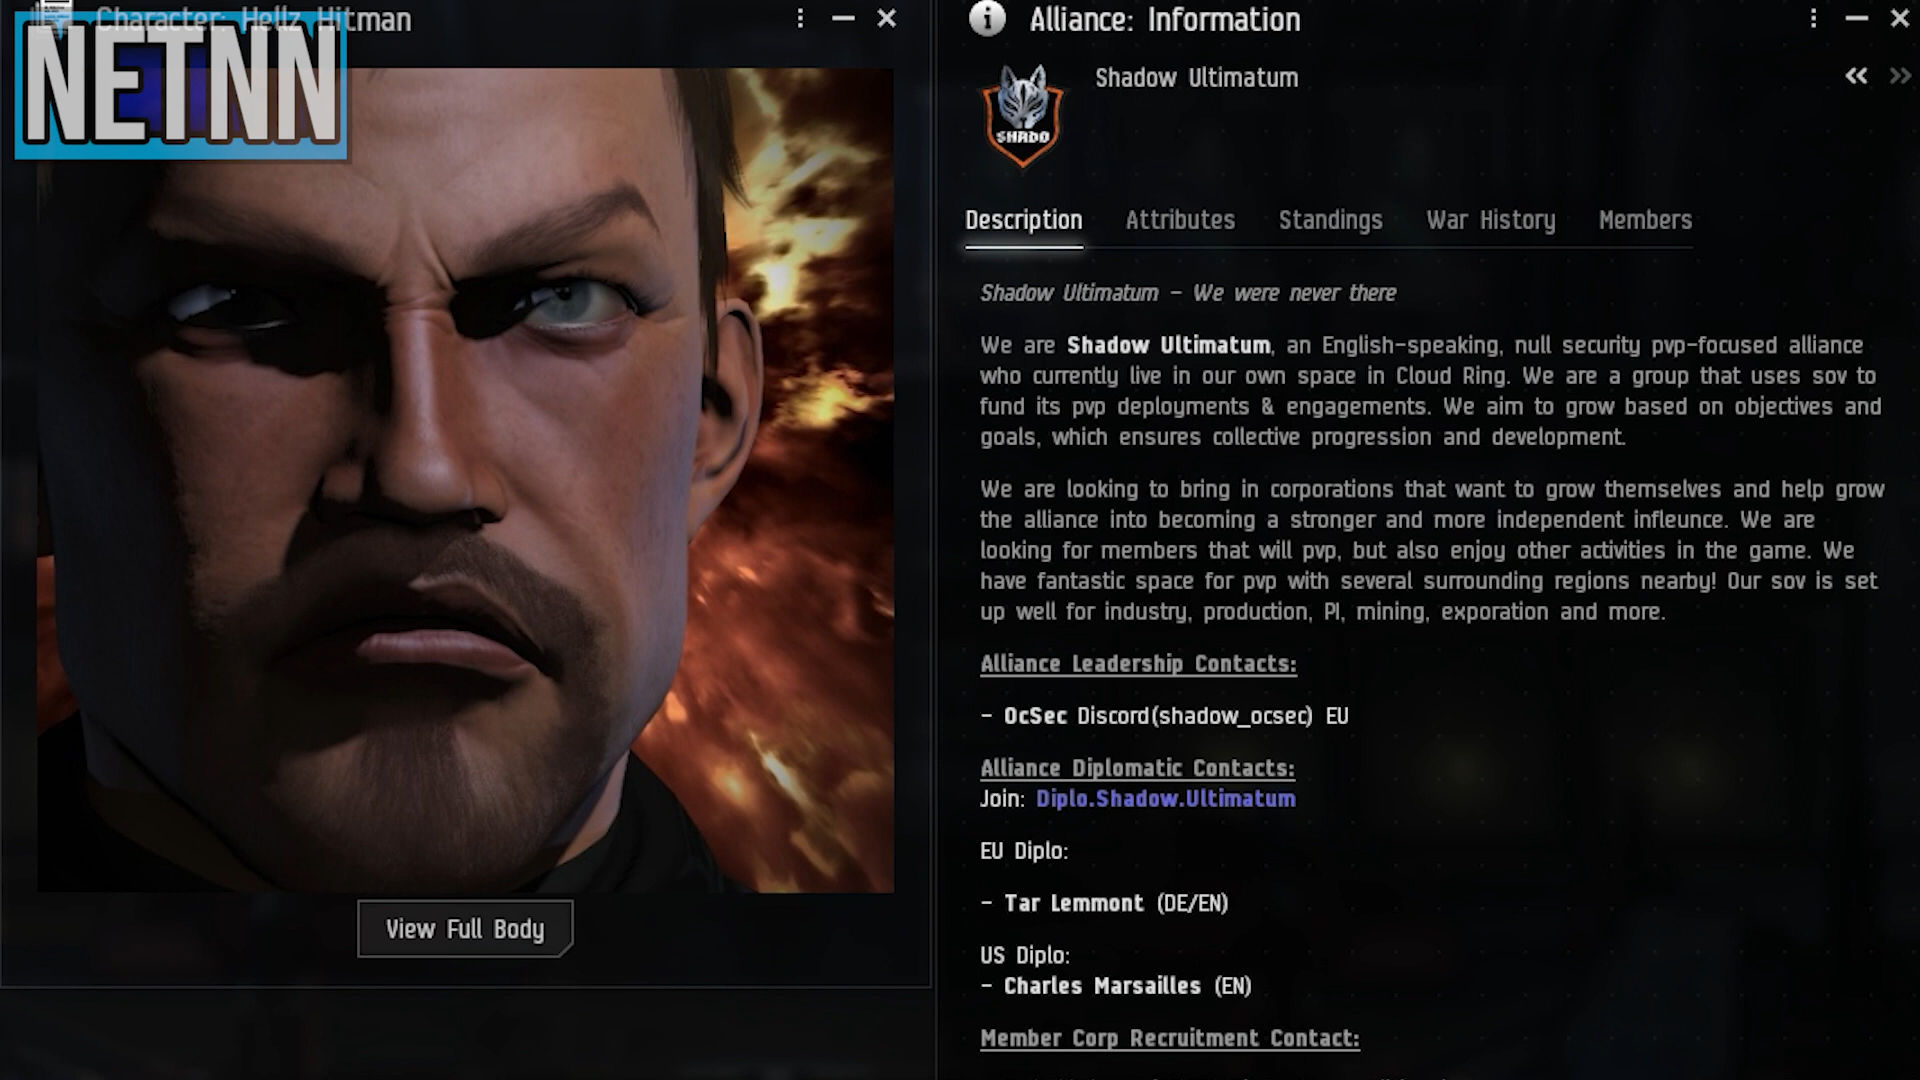 Character: Hellz Hitman
NETNN
View Full Body
Alliance: Information
Shadow Ultimatum
SHADO
Description Attributes Standings War History Members
Shadow Ultimatum - We were never there
We are Shadow Ultimatum, an English-speaking, null security pvp-focused alliance
who currently live in our own space in Cloud Ring. We are a group that uses sov to
fund its pvp deployments & engagements. We aim to grow based on objectives and
goals, which ensures collective progression and development.
We are looking to bring in corporations that want to grow themselves and help grow
the alliance into becoming a stronger and more independent infleunce. We are
looking for members that will pvp, but also enjoy other activities in the game. We
have fantastic space for pvp with several surrounding regions nearby! Our sov is set
up well for industry, production, PI, mining, exporation and more.
Alliance Leadership Contacts:
- OcSec Discord(shadow_ocsec) EU
Alliance Diplomatic Contacts:
Join: Diplo.Shadow.Ultimatum
EU Diplo:
- Tar Lemmont (DE/EN)
US Diplo:
- Charles Marsailles (EN)
Member Corp Recruitment Contact: